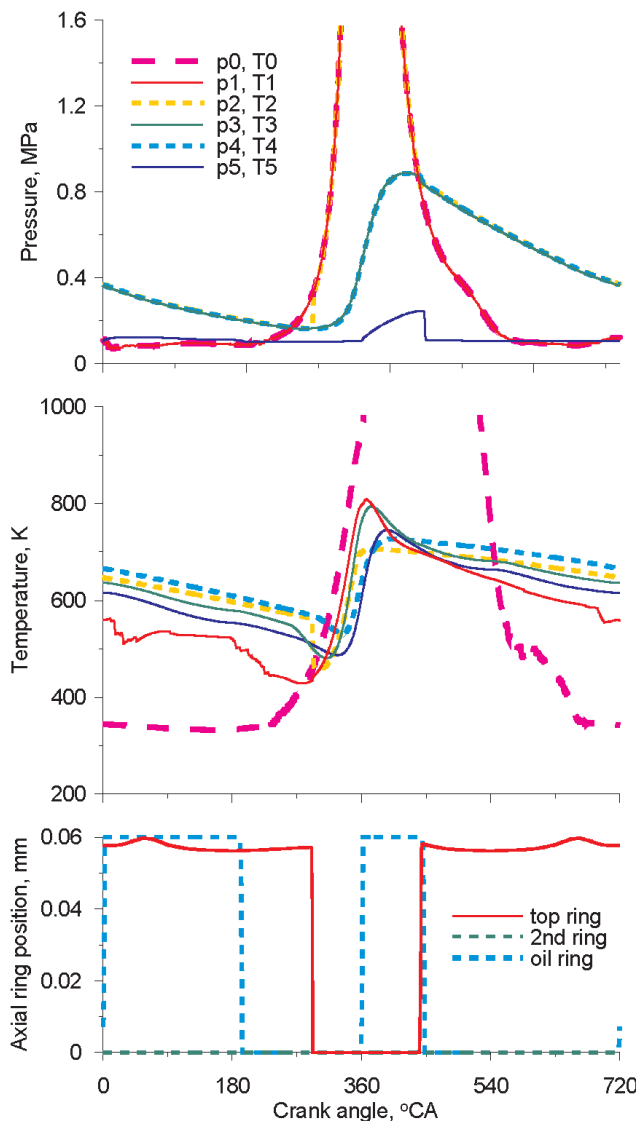 1.6
1.2
0.8
0.4
0
Pressure, MPa
p0, T0
p1, T1
p2, T2
p3, T3
p4, T4
p5, T5
1000
800
600
400
200
Temperature, K
0.06
0.04
0.02
0
Axial ring position, mm
top ring
2nd ring
oil ring
0 180 360 540 720
Crank angle, °CA